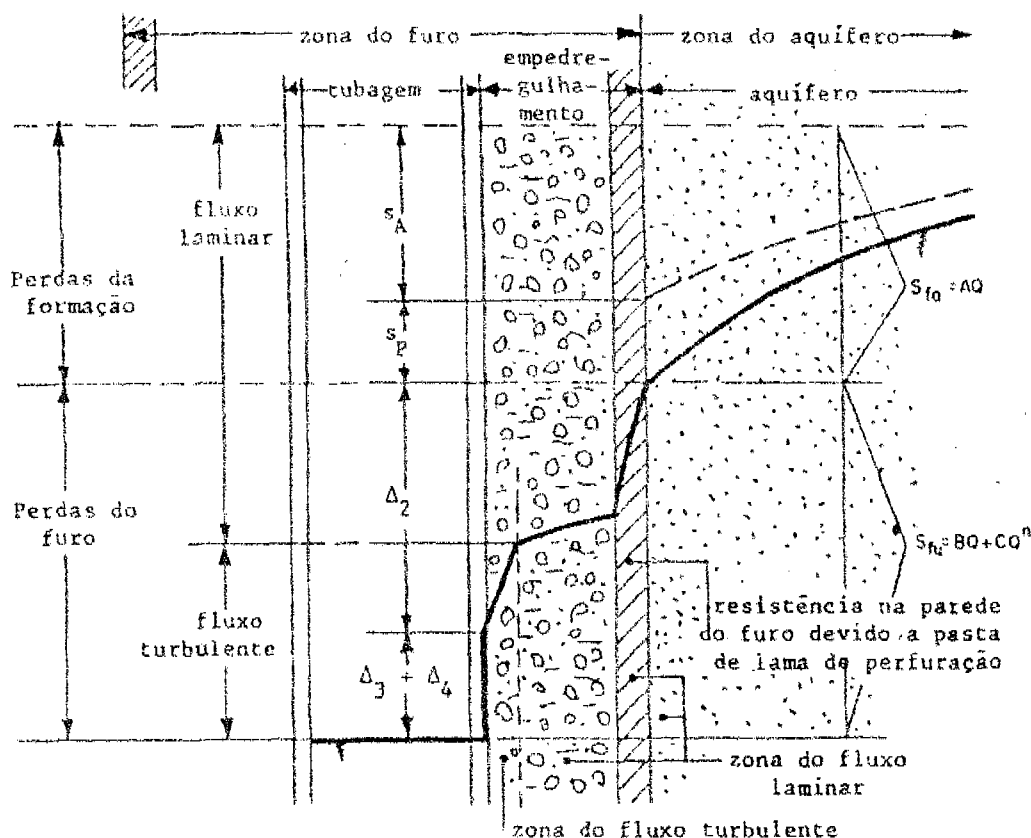 zona do furo
zona do aquífero
empedre-
gulha-
mento
tubagem
aquífero
fluxo
laminar
s_A
Perdas da
formação
S_fa = AQ
s_p
Δ_2
Perdas do
furo
S_fu = BQ + CQ^n
resistência na parede
do furo devido a pasta
de lama de perfuração
fluxo
turbulente
Δ_3 + Δ_4
zona do fluxo
laminar
zona do fluxo turbulente